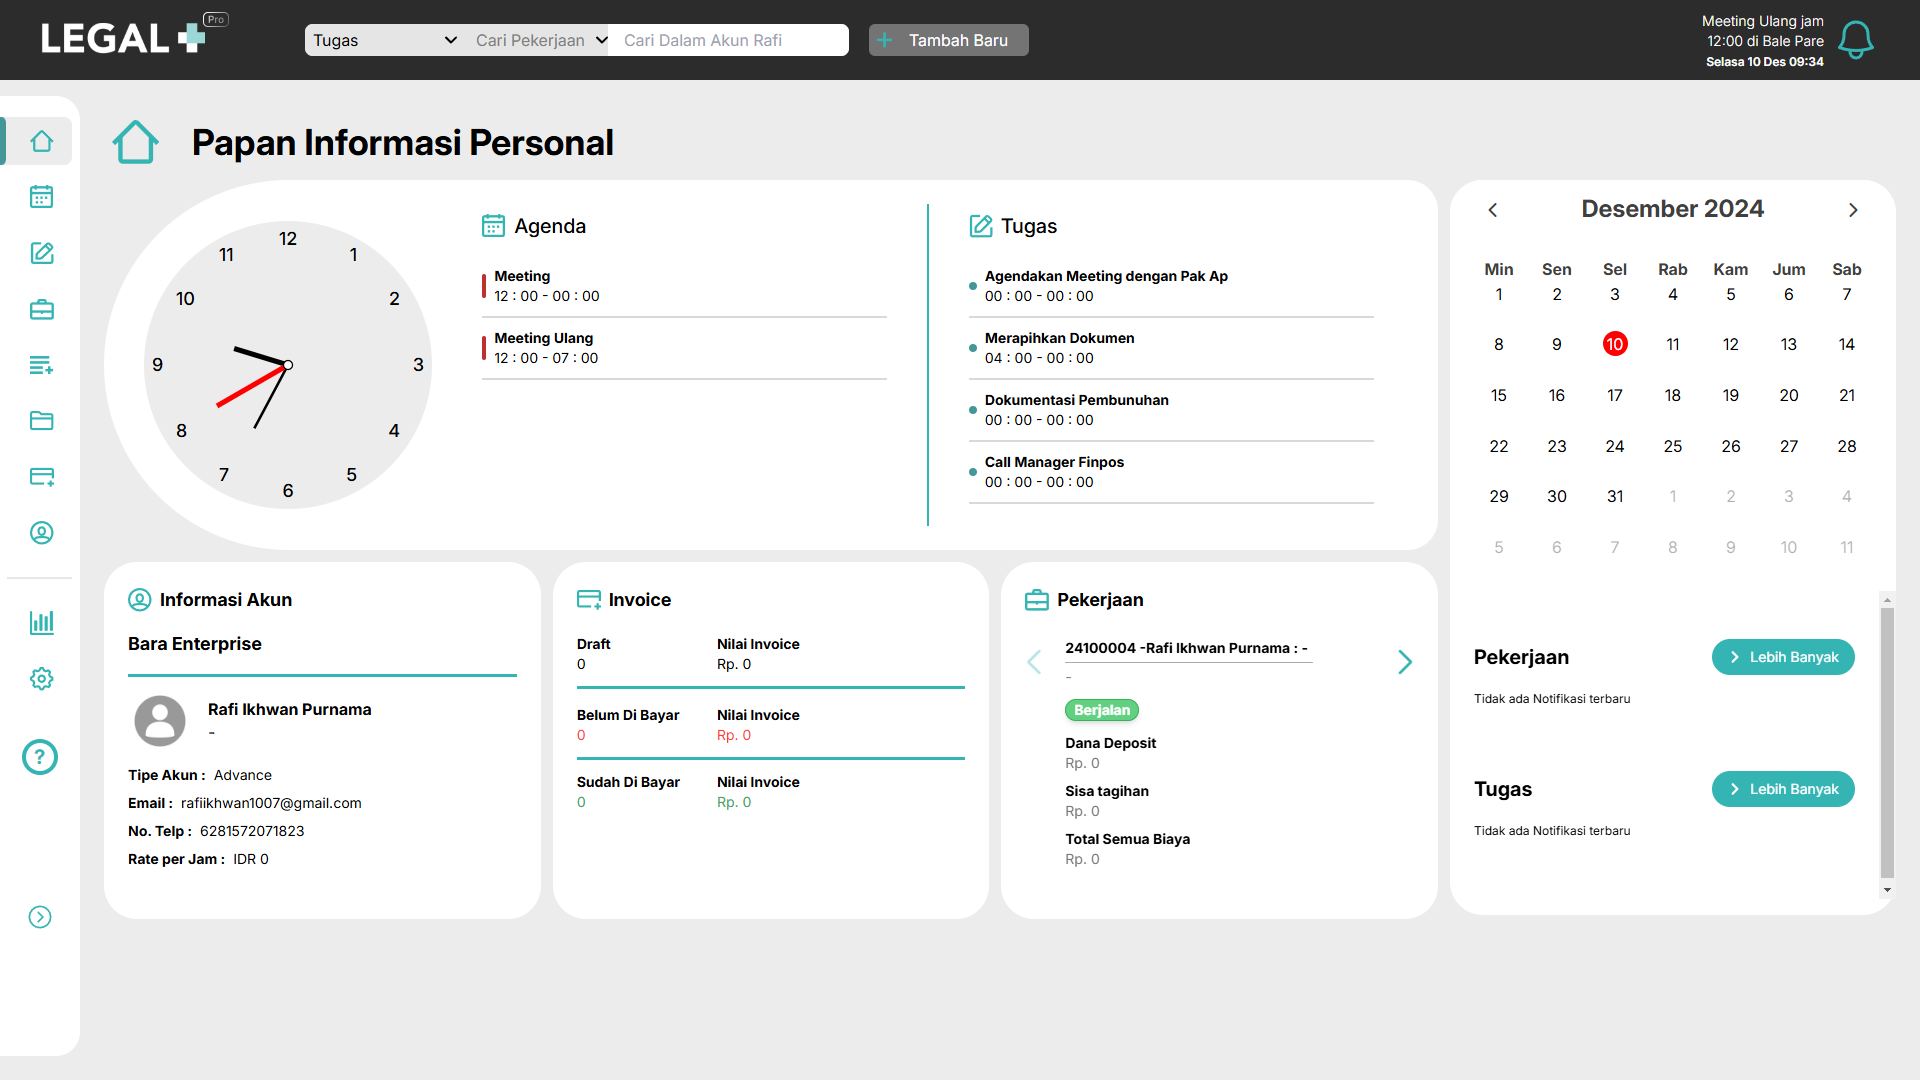 LEGAL
Pro
Tugas
Cari Pekerjaan
Cari Dalam Akun Rafi
Tambah Baru
Meeting Ulang jam
12:00 di Bale Pare
Selasa 10 Des 09:34
Papan Informasi Personal
12
11
1
10
2
9
3
8
4
7
5
6
Agenda
Meeting
12 : 00 - 00 : 00
Meeting Ulang
12 : 00 - 07 : 00
Tugas
Agendakan Meeting dengan Pak Ap
00 : 00 - 00 : 00
Merapihkan Dokumen
04 : 00 - 00 : 00
Dokumentasi Pembunuhan
00 : 00 - 00 : 00
Call Manager Finpos
00 : 00 - 00 : 00
Desember 2024
Min Sen Sel Rab Kam Jum Sab
1 2 3 4 5 6 7
8 9 10 11 12 13 14
15 16 17 18 19 20 21
22 23 24 25 26 27 28
29 30 31 1 2 3 4
5 6 7 8 9 10 11
Informasi Akun
Bara Enterprise
Rafi Ikhwan Purnama
-
Tipe Akun : Advance
Email : rafiikhwan1007@gmail.com
No. Telp : 6281572071823
Rate per Jam : IDR 0
Invoice
Draft Nilai Invoice
0 Rp. 0
Belum Di Bayar Nilai Invoice
0 Rp. 0
Sudah Di Bayar Nilai Invoice
0 Rp. 0
Pekerjaan
24100004 -Rafi Ikhwan Purnama : -
-
Berjalan
Dana Deposit
Rp. 0
Sisa tagihan
Rp. 0
Total Semua Biaya
Rp. 0
Pekerjaan
Lebih Banyak
Tidak ada Notifikasi terbaru
Tugas
Lebih Banyak
Tidak ada Notifikasi terbaru
?